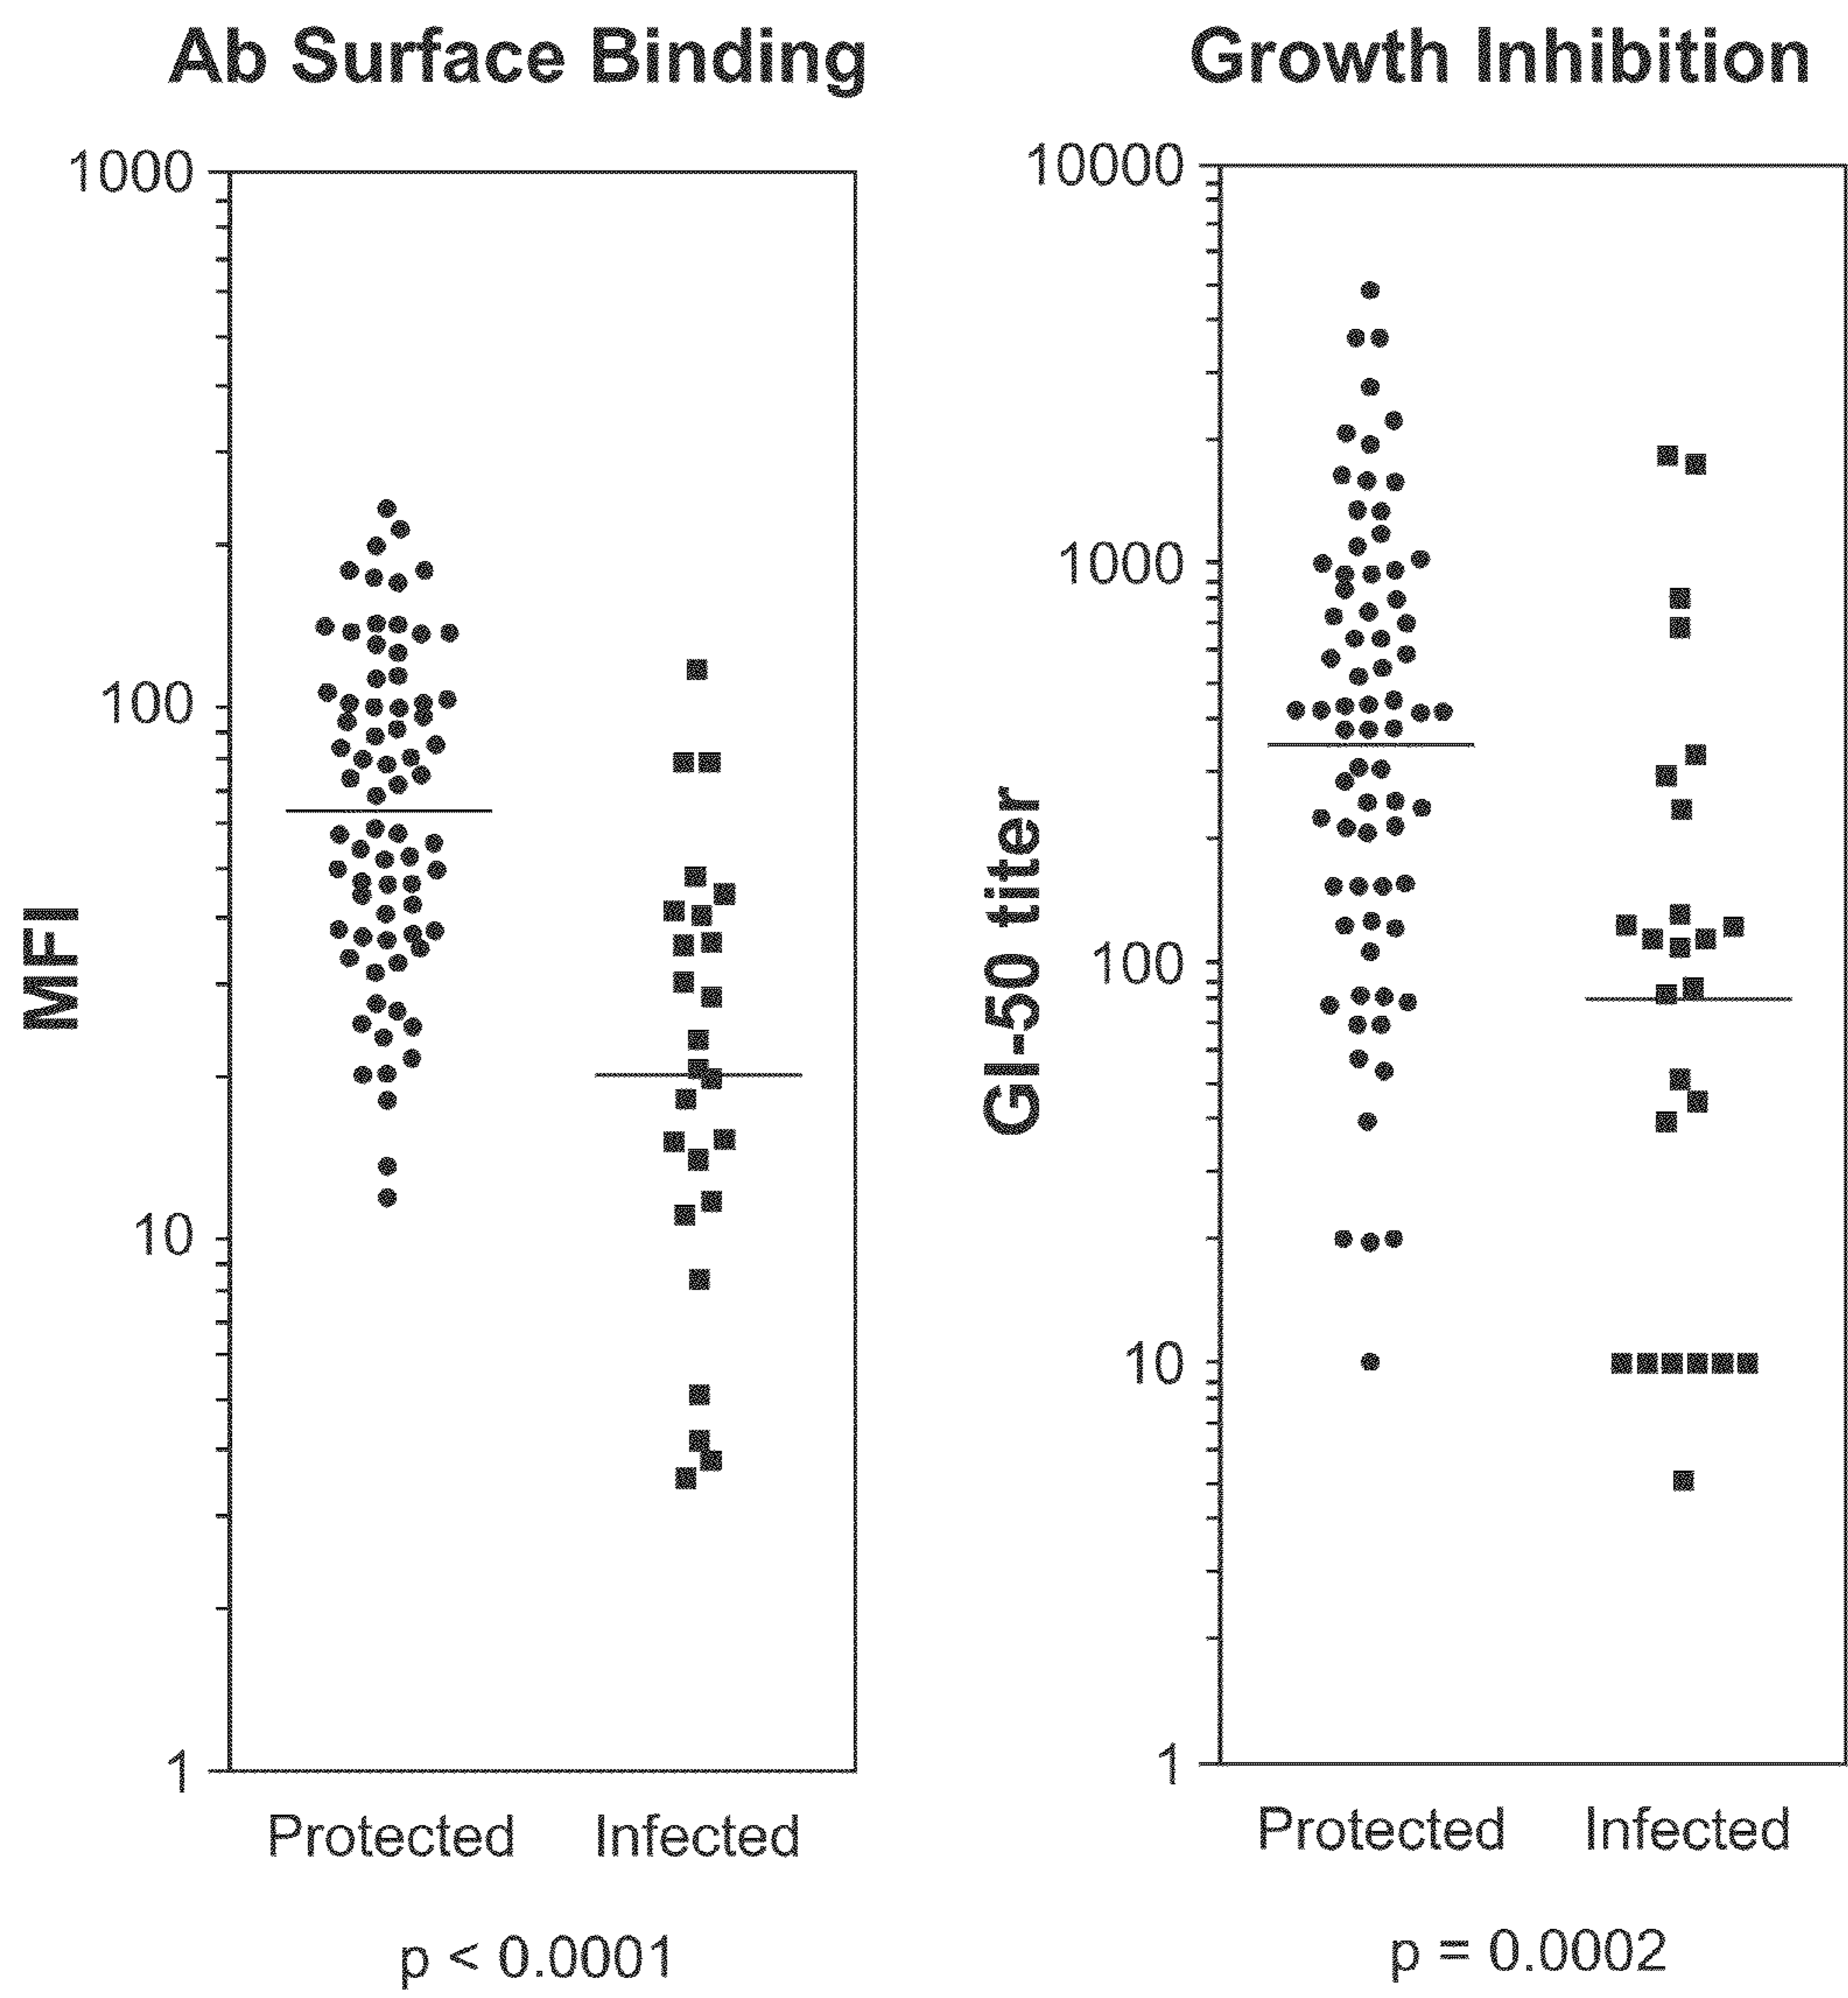 Ab Surface Binding
1000
100
10
1
MFI
Protected
Infected
p < 0.0001
Growth Inhibition
10000
1000
100
10
1
GI-50 titer
Protected
Infected
p = 0.0002